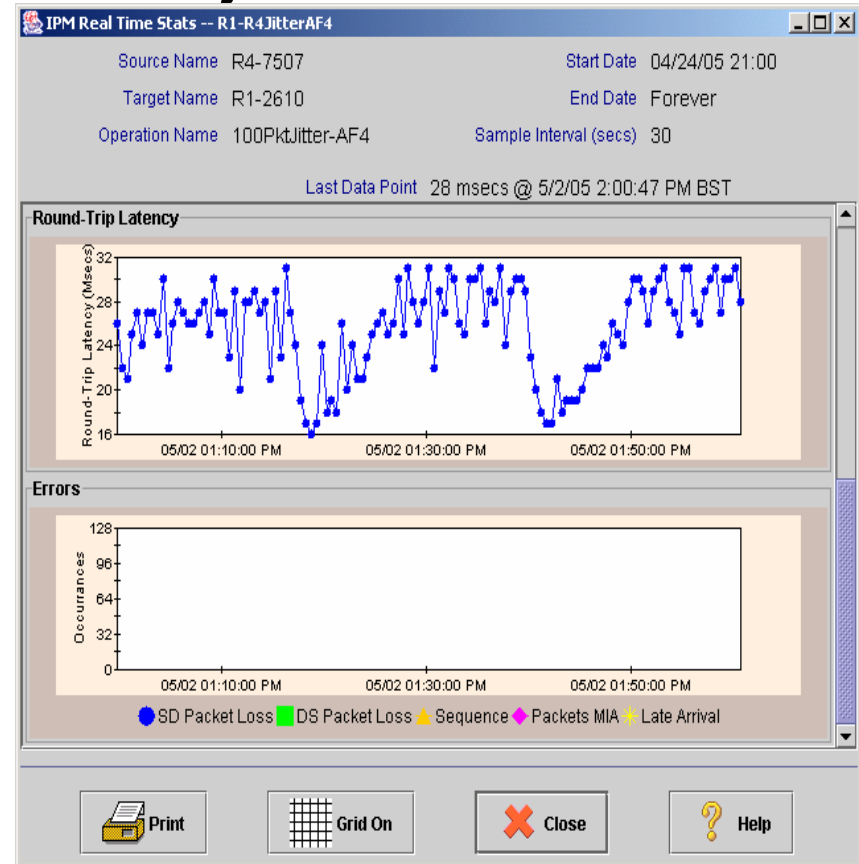 IPM Real Time Stats -- R1-R4JitterAF4
Source Name R4-7507 Start Date 04/24/05 21:00
Target Name R1-2610 End Date Forever
Operation Name 100PktJitter-AF4 Sample Interval (secs) 30
Last Data Point 28 msecs @ 5/2/05 2:00:47 PM BST
Round-Trip Latency
Round-Trip Latency (Msecs)
32
28
24
20
16
05/02 01:10:00 PM 05/02 01:30:00 PM 05/02 01:50:00 PM
Errors
Occurrances
128
96
64
32
0
05/02 01:10:00 PM 05/02 01:30:00 PM 05/02 01:50:00 PM
SD Packet Loss DS Packet Loss Sequence Packets MIA Late Arrival
Print Grid On Close Help